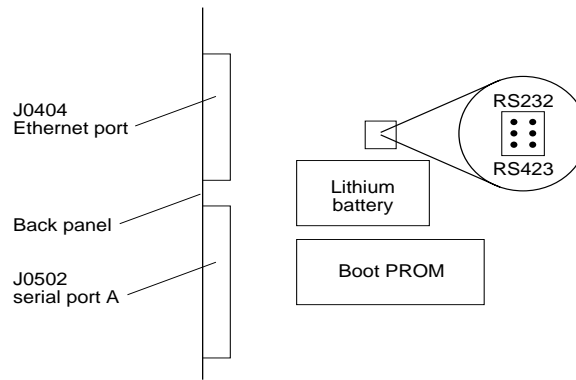 J0404
Ethernet port
Back panel
J0502
serial port A
RS232
RS423
Lithium
battery
Boot PROM